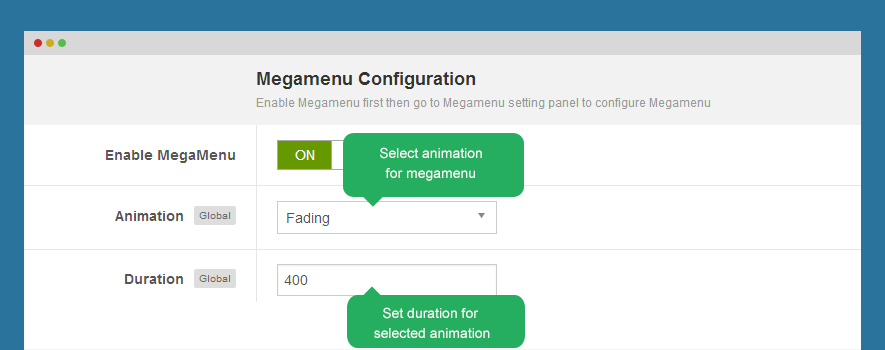 Megamenu Configuration
Enable Megamenu first then go to Megamenu setting panel to configure Megamenu
Enable MegaMenu
ON
Select animation
for megamenu
Animation Global
Fading
Duration Global
400
Set duration for
selected animation